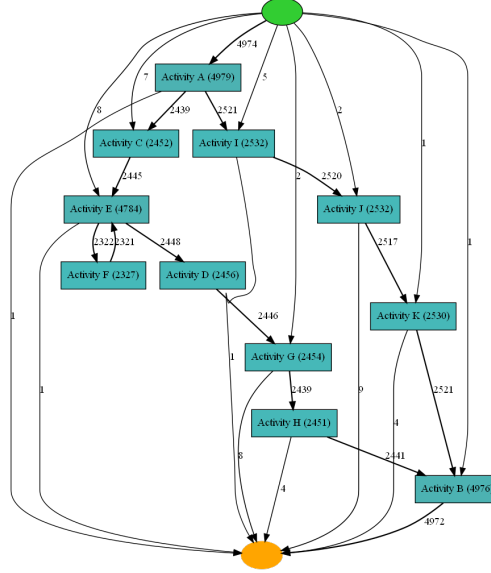 4974
7
Activity A (4979)
5
8
2439
2521
2
Activity C (2452)
Activity I (2532)
1
2445
2520
2
Activity E (4784)
Activity J (2532)
2322
2321
2448
2517
1
Activity F (2327)
Activity D (2456)
1
2446
Activity K (2530)
1
Activity G (2454)
1
2439
9
4
2521
Activity H (2451)
8
2441
4
Activity B (4976
4972